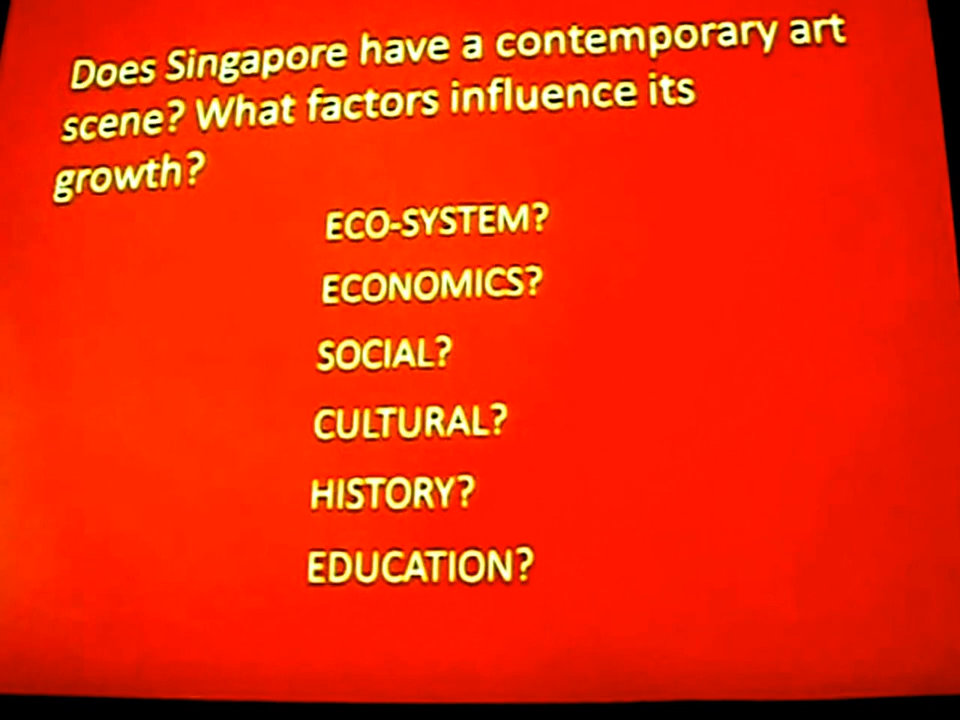 Does Singapore have a contemporary art
scene? What factors influence its
growth?
ECO-SYSTEM?
ECONOMICS?
SOCIAL?
CULTURAL?
HISTORY?
EDUCATION?